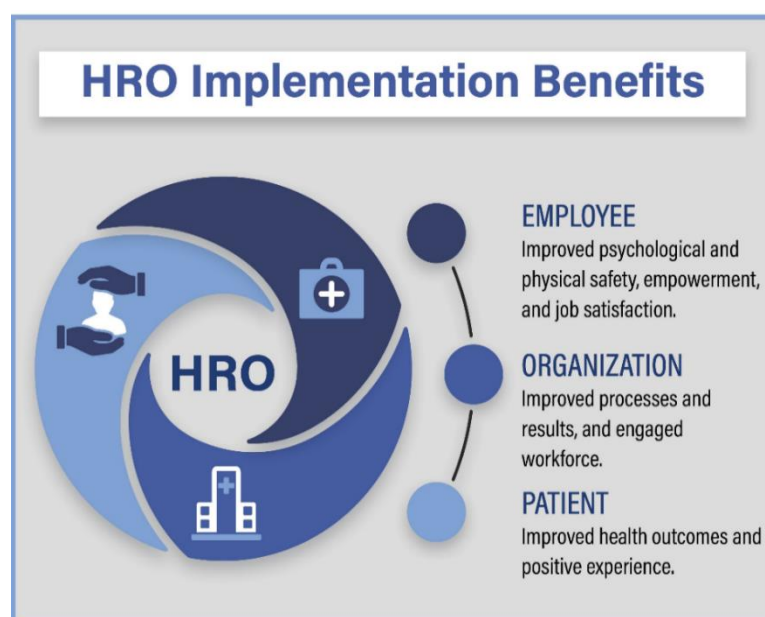 HRO Implementation Benefits
HRO
EMPLOYEE
Improved psychological and
physical safety, empowerment,
and job satisfaction.
ORGANIZATION
Improved processes and
results, and engaged
workforce.
PATIENT
Improved health outcomes and
positive experience.